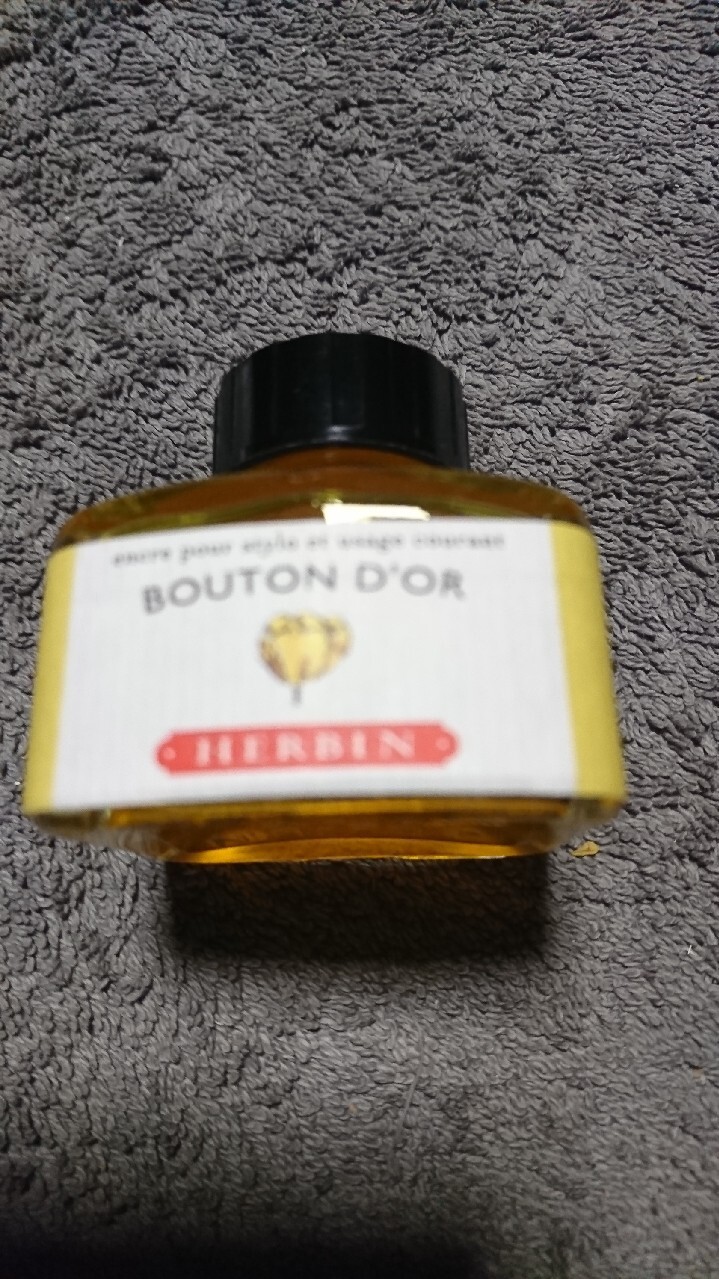 encre pour stylo et usage courant
BOUTON D'OR
HERBIN